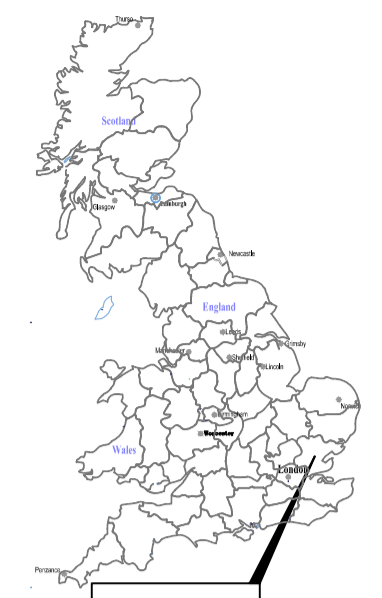 Thurso
Scotland
Glasgow
Edinburgh
Newcastle
England
Leeds
Manchester
Grimsby
Sheffield
Lincoln
Norwich
Birmingham
Worcester
Wales
London
Penzance